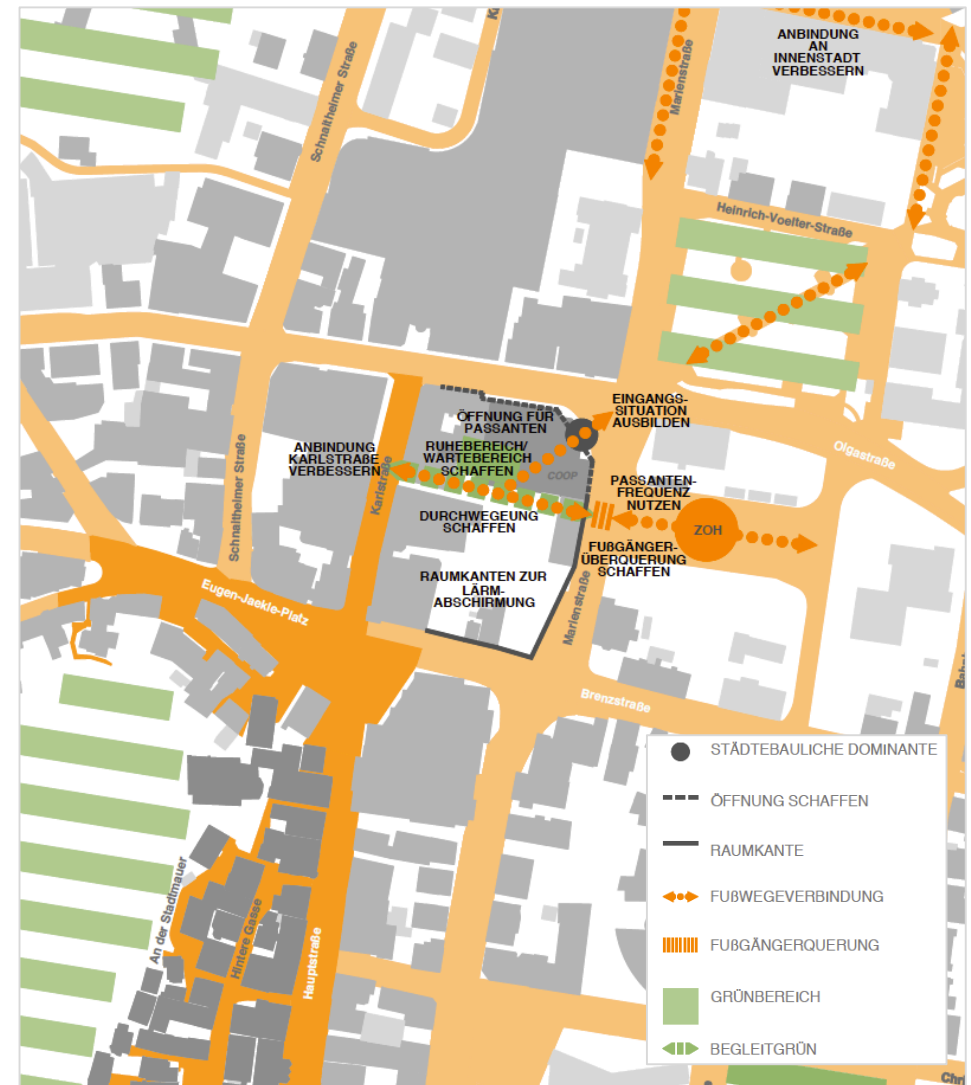 ANBINDUNG
AN
INNENSTADT
VERBESSERN
Schnaitheimer Straße
Marienstraße
Heinrich-Voelter-Straße
EINGANGS-
SITUATION
AUSBILDEN
ÖFFNUNG FÜR
PASSANTEN
ANBINDUNG
KARLSTRAßE
VERBESSERN
RUHEBEREICH/
WARTEBEREICH
SCHAFFEN
COOP
Olgastraße
PASSANTEN-
FREQUENZ
NUTZEN
Karlstraße
Schnaitheimer Straße
DURCHWEGUNG
SCHAFFEN
ZOH
FUßGÄNGER-
ÜBERQUERUNG
SCHAFFEN
RAUMKANTEN ZUR
LÄRM-
ABSCHIRMUNG
Marienstraße
Eugen-Jaekle-Platz
Brenzstraße
An der Stadtmauer
Hintere Gasse
Hauptstraße
STÄDTEBAULICHE DOMINANTE
ÖFFNUNG SCHAFFEN
RAUMKANTE
FUßWEGEVERBINDUNG
FUßGÄNGERQUERUNG
GRÜNBEREICH
BEGLEITGRÜN